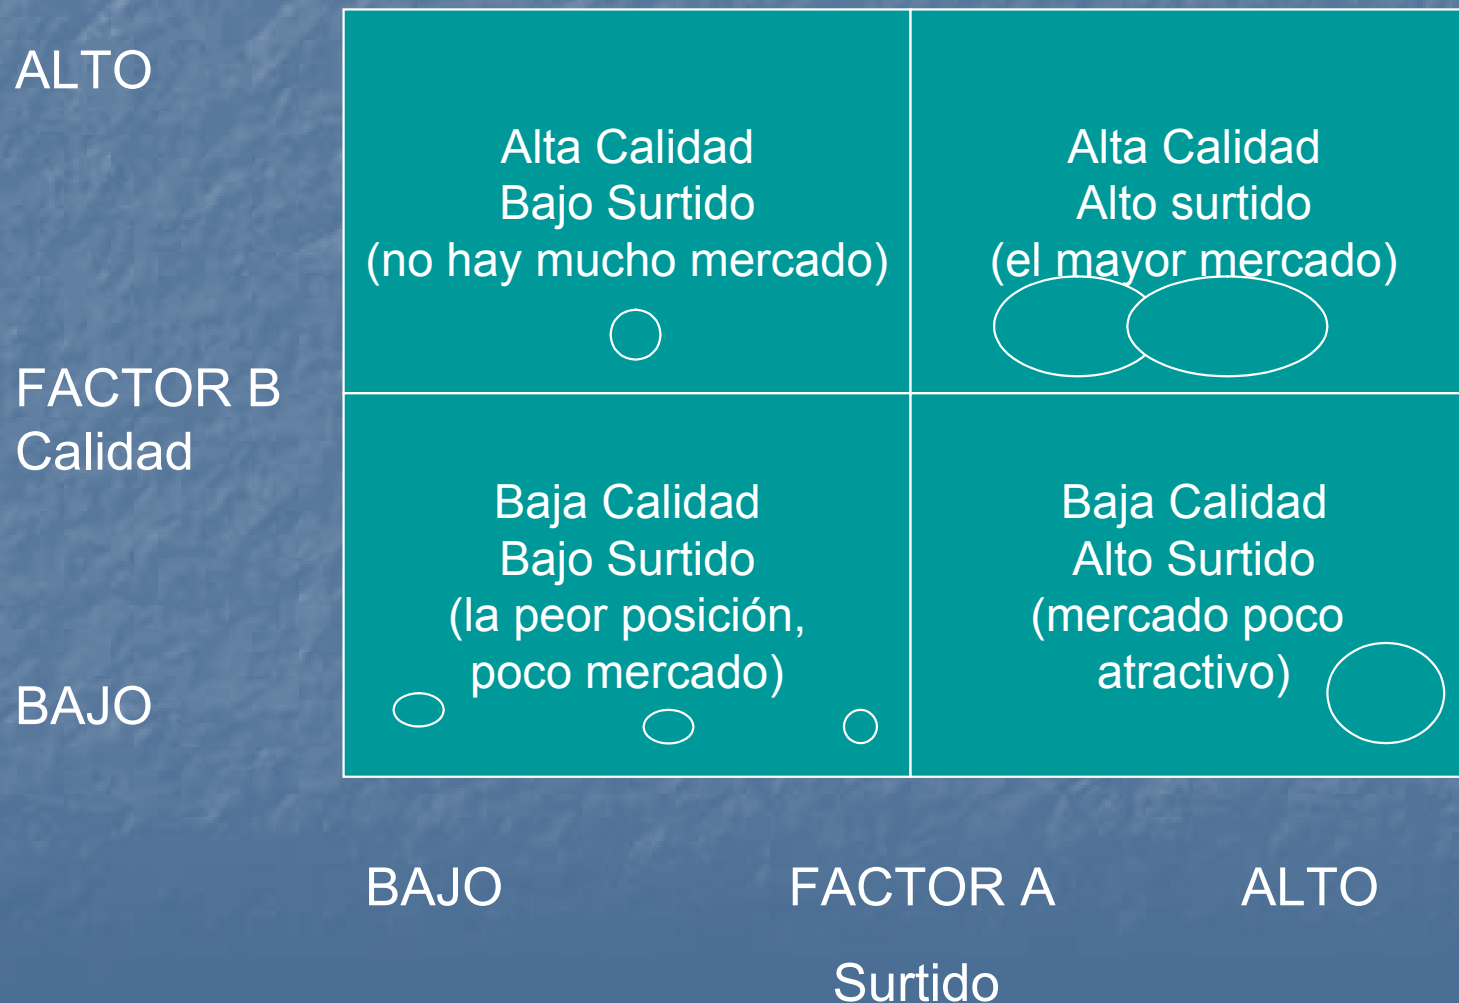 ALTO
Alta Calidad
Bajo Surtido
(no hay mucho mercado)
Alta Calidad
Alto surtido
(el mayor mercado)
FACTOR B
Calidad
Baja Calidad
Bajo Surtido
(la peor posición,
poco mercado)
Baja Calidad
Alto Surtido
(mercado poco
atractivo)
BAJO
BAJO
FACTOR A
ALTO
Surtido